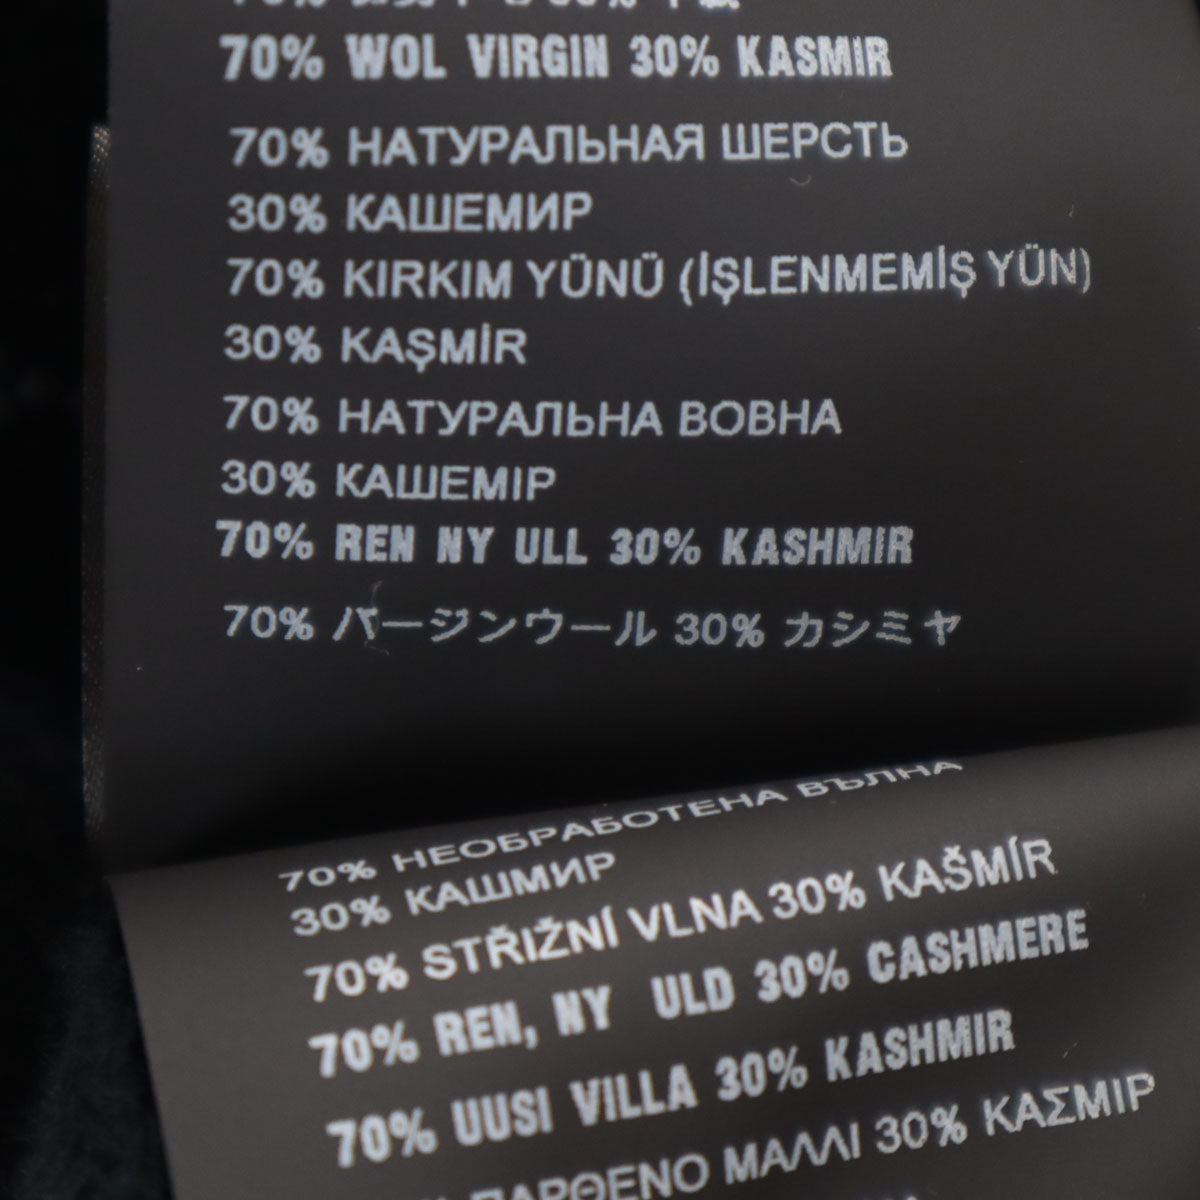 70% WOL VIRGIN 30% KASMIR
70% НАТУРАЛЬНАЯ ШЕРСТЬ
30% КАШЕМИР
70% KIRKIM YÜNÜ (İŞLENMEMİŞ YÜN)
30% KAŞMİR
70% НАТУРАЛЬНА ВОВНА
30% КАШЕМІР
70% REN NY ULL 30% KASHMIR
70% バージンウール 30% カシミヤ
70% НЕОБРАБОТЕНА ВЪЛНА
30% КАШМИР
70% STŘIŽNÍ VLNA 30% KAŠMÍR
70% REN, NY ULD 30% CASHMERE
70% UUSI VILLA 30% KASHMIR
ΠΑΡΘΕΝΟ ΜΑΛΛΙ 30% ΚΑΣΜΙΡ